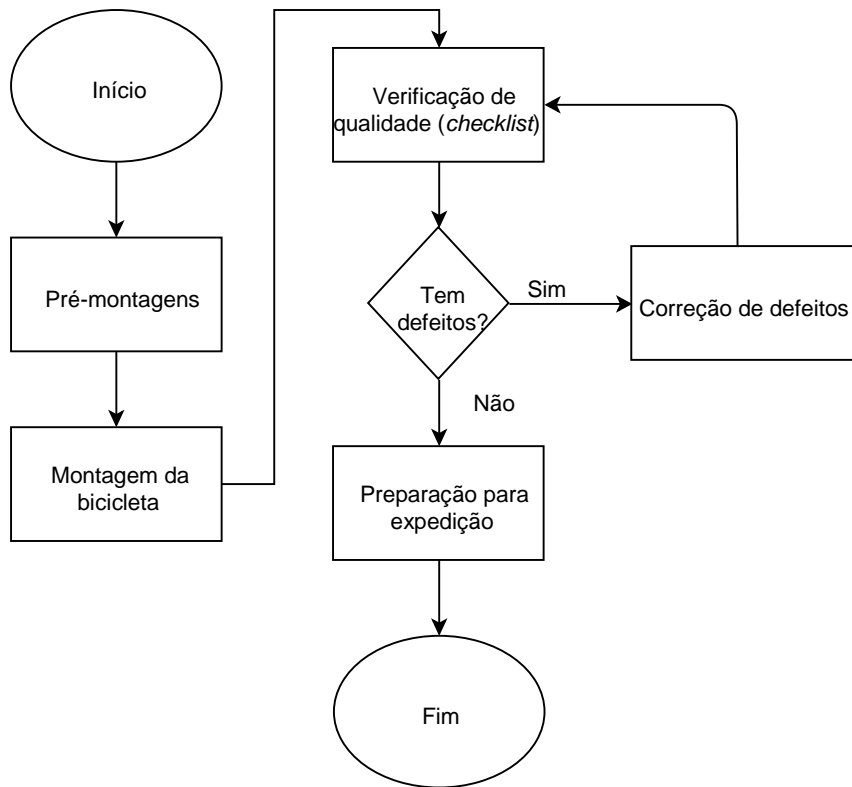 Início
Pré-montagens
Montagem da
bicicleta
Verificação de
qualidade (checklist)
Tem
defeitos?
Sim
Correção de defeitos
Não
Preparação para
expedição
Fim